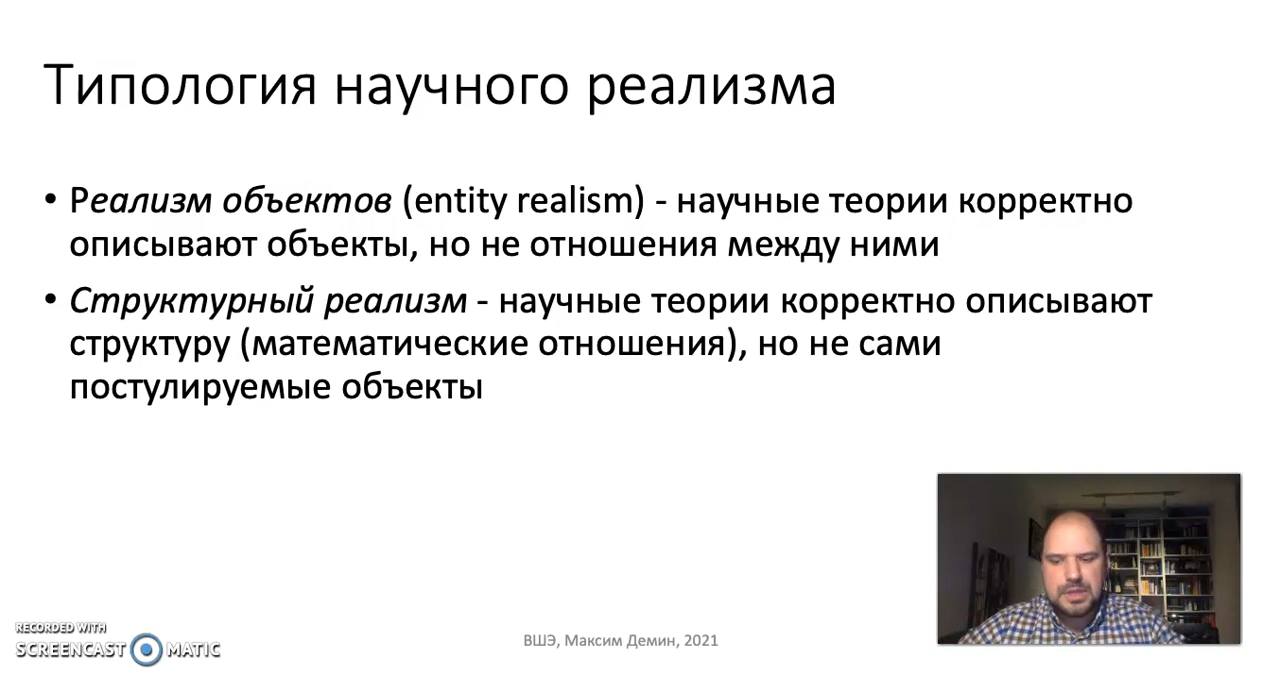 Типология научного реализма
• Реализм объектов (entity realism) - научные теории корректно
описывают объекты, но не отношения между ними
• Структурный реализм - научные теории корректно описывают
структуру (математические отношения), но не сами
постулируемые объекты
RECORDED WITH
SCREENCAST MATIC
ВШЭ, Максим Демин, 2021